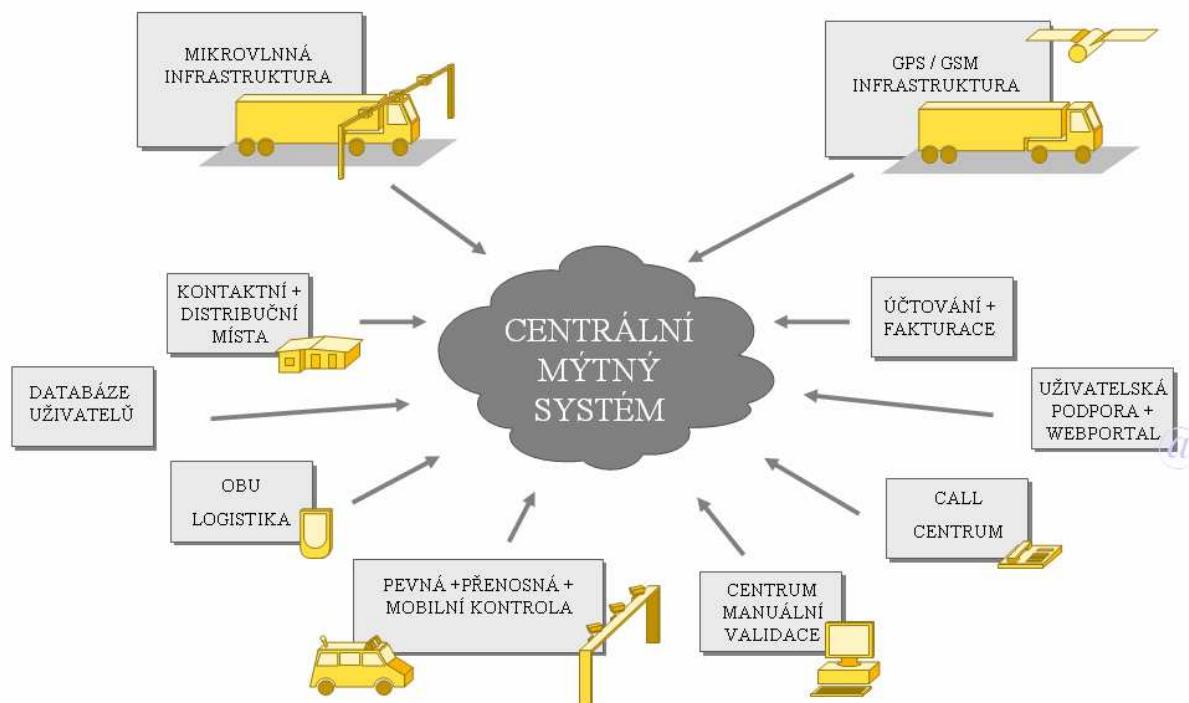 MIKROVLNNÁ
INFRASTRUKTURA
GPS / GSM
INFRASTRUKTURA
KONTAKTNÍ +
DISTRIBUČNÍ
MÍSTA
CENTRÁLNÍ
MÝTNÝ
SYSTÉM
ÚČTOVÁNÍ +
FAKTURACE
DATABÁZE
UŽIVATELŮ
UŽIVATELSKÁ
PODPORA +
WEBPORTAL
@
OBU
LOGISTIKA
CALL
CENTRUM
PEVNÁ +PŘENOSNÁ +
MOBILNÍ KONTROLA
CENTRUM
MANUÁLNÍ
VALIDACE